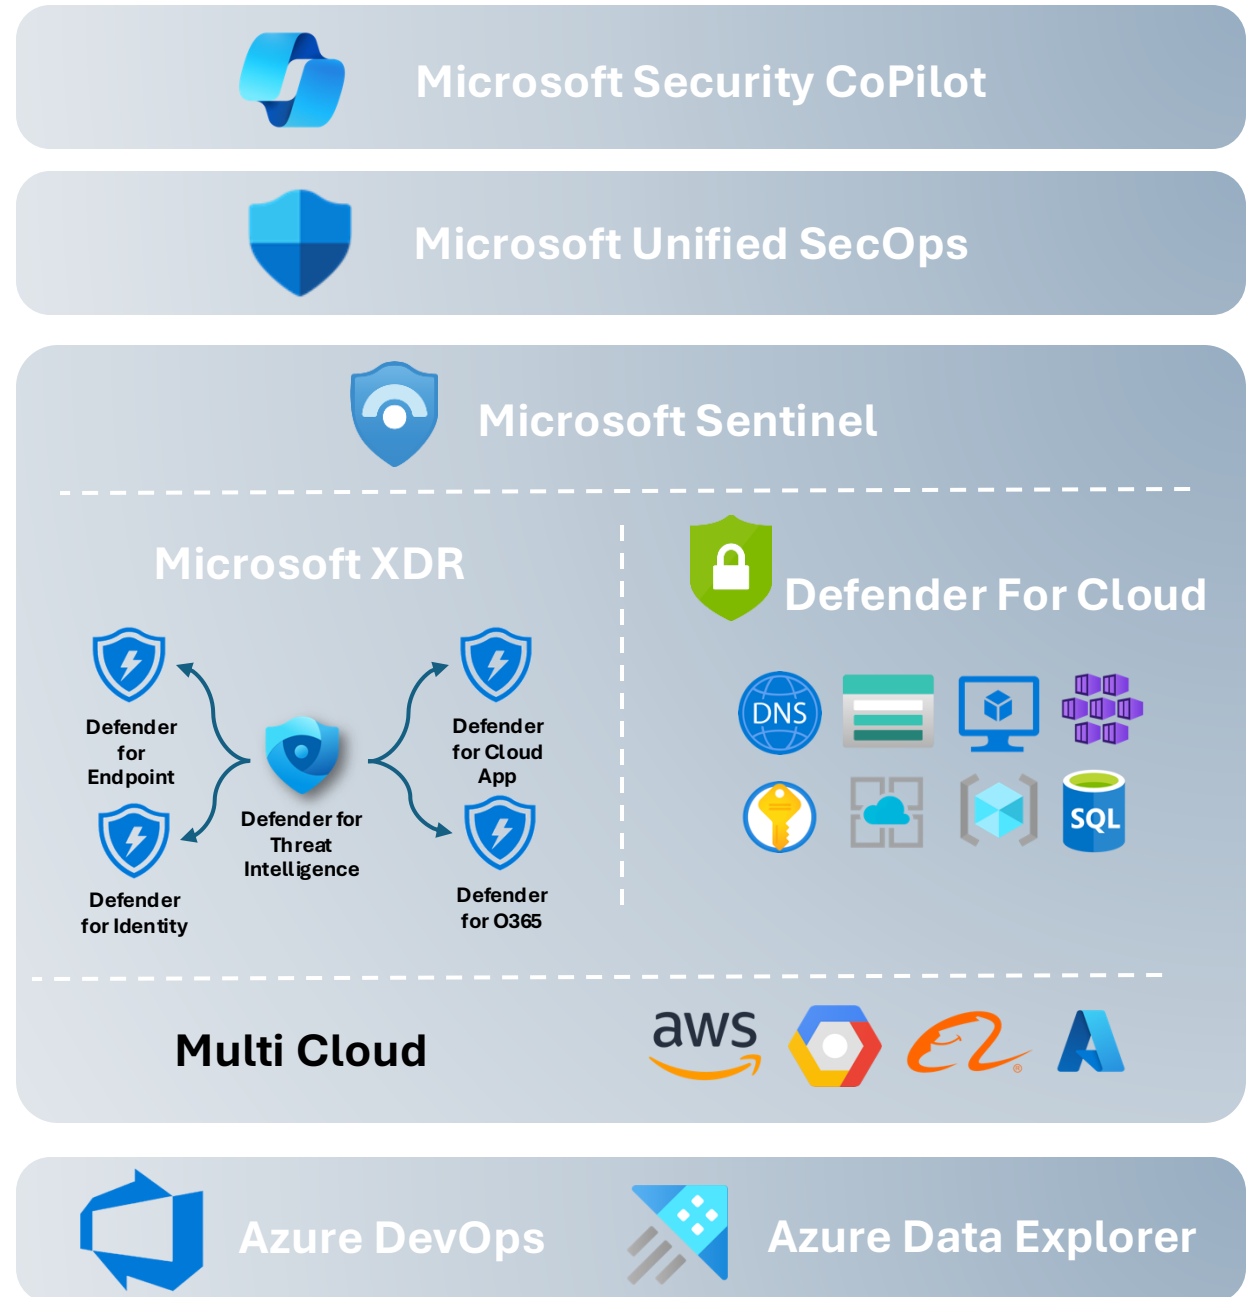 Microsoft Security CoPilot
Microsoft Unified SecOps
Microsoft Sentinel
Microsoft XDR
Defender
for
Endpoint
Defender
for Identity
Defender for
Threat
Intelligence
Defender
for Cloud
App
Defender
for O365
Defender For Cloud
DNS
SQL
Multi Cloud
aws
®
Azure DevOps
Azure Data Explorer